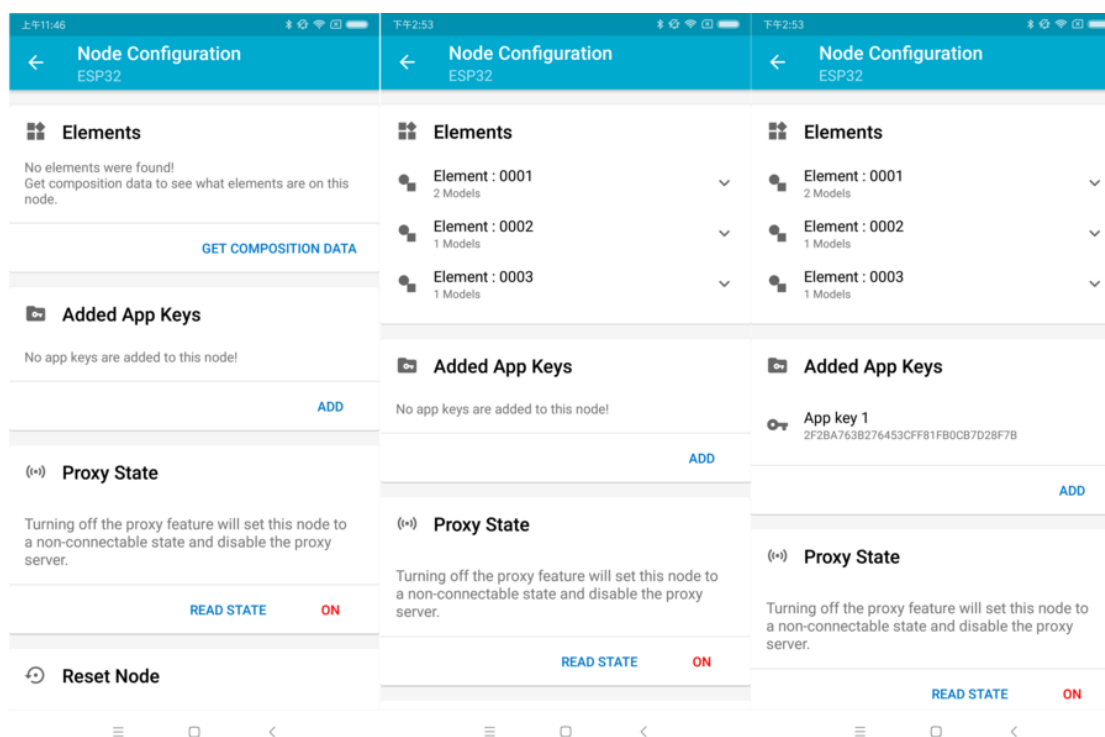 上午11:46
Node Configuration
ESP32
Elements
No elements were found!
Get composition data to see what elements are on this
node.
GET COMPOSITION DATA
Added App Keys
No app keys are added to this node!
ADD
Proxy State
Turning off the proxy feature will set this node to
a non-connectable state and disable the proxy
server.
READ STATE
ON
Reset Node
下午2:53
Node Configuration
ESP32
Elements
Element : 0001
2 Models
Element : 0002
1 Models
Element : 0003
1 Models
Added App Keys
No app keys are added to this node!
ADD
Proxy State
Turning off the proxy feature will set this node to
a non-connectable state and disable the proxy
server.
READ STATE
ON
下午2:53
Node Configuration
ESP32
Elements
Element : 0001
2 Models
Element : 0002
1 Models
Element : 0003
1 Models
Added App Keys
App key 1
2F2BA763B276453CFF81FB0CB7D28F7B
ADD
Proxy State
Turning off the proxy feature will set this node to
a non-connectable state and disable the proxy
server.
READ STATE
ON